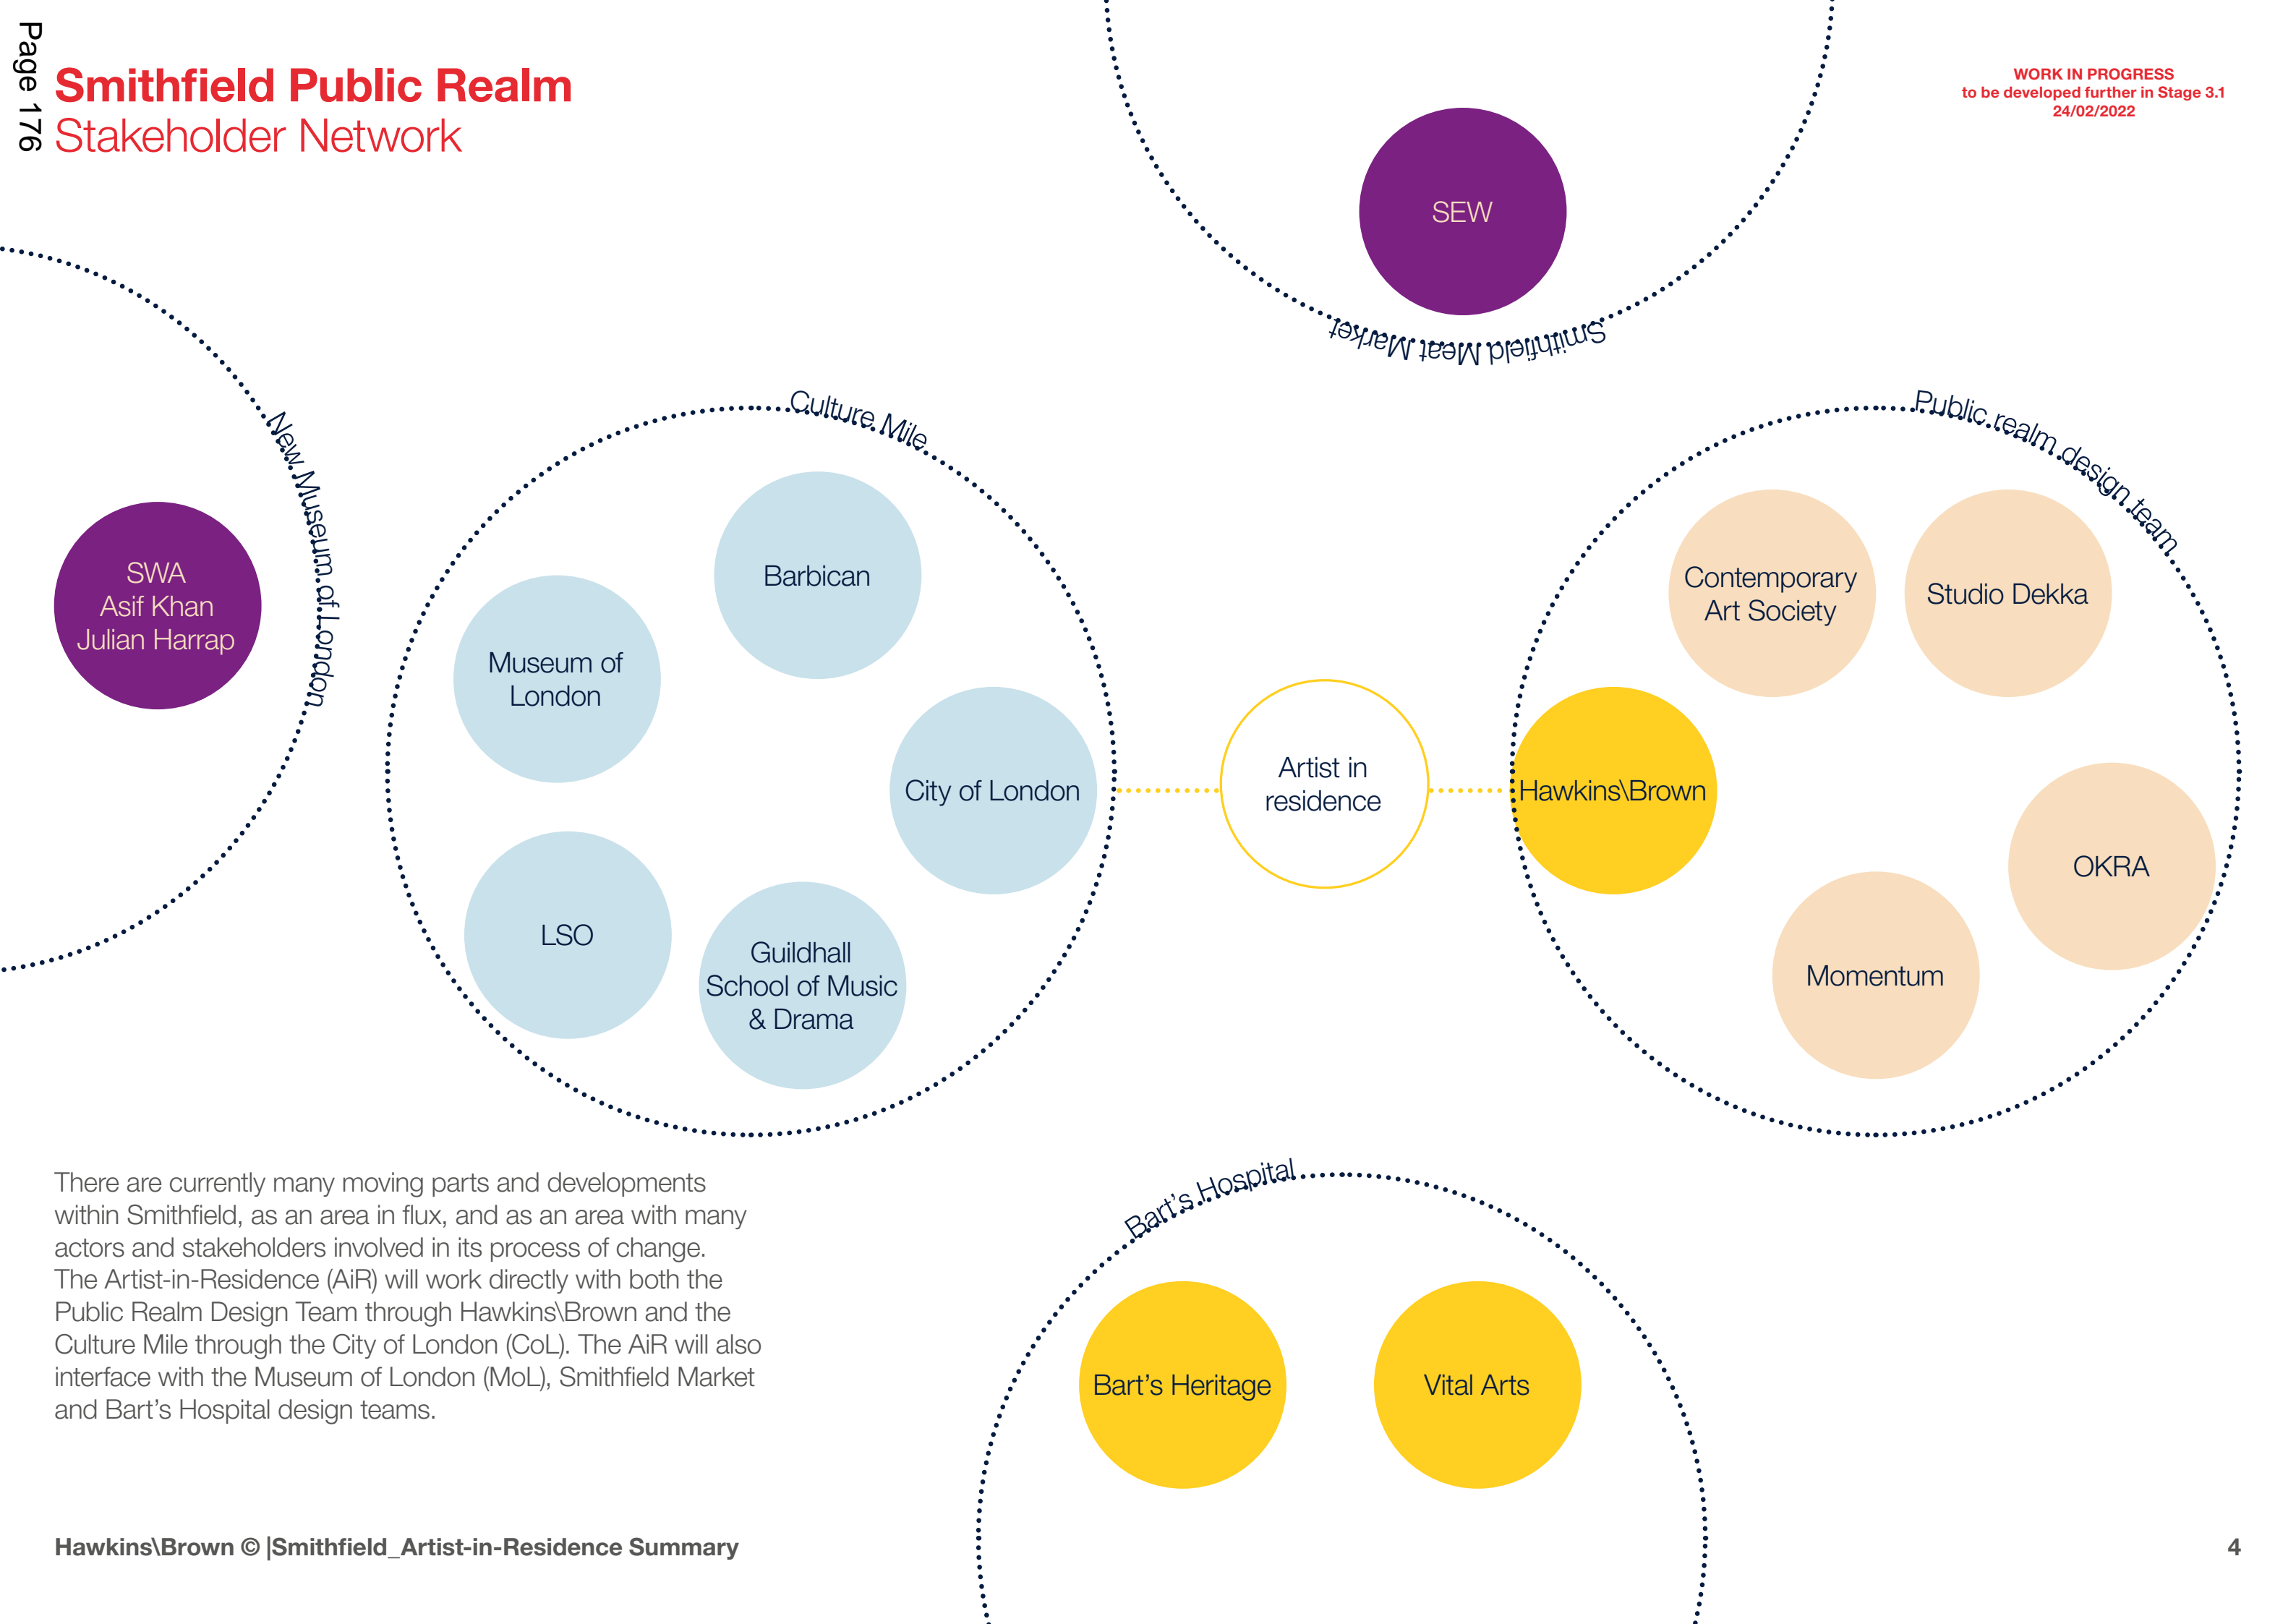 Page 176
Smithfield Public Realm
Stakeholder Network
WORK IN PROGRESS
to be developed further in Stage 3.1
24/02/2022
SEW
Smithfield Meat Market
New Museum of London
SWA
Asif Khan
Julian Harrap
Culture Mile
Barbican
Museum of
London
City of London
LSO
Guildhall
School of Music
& Drama
Artist in
residence
Public realm design team
Contemporary
Art Society
Studio Dekka
Hawkins\Brown
OKRA
Momentum
Bart’s Hospital
Bart’s Heritage
Vital Arts
There are currently many moving parts and developments
within Smithfield, as an area in flux, and as an area with many
actors and stakeholders involved in its process of change.
The Artist-in-Residence (AiR) will work directly with both the
Public Realm Design Team through Hawkins\Brown and the
Culture Mile through the City of London (CoL). The AiR will also
interface with the Museum of London (MoL), Smithfield Market
and Bart’s Hospital design teams.
Hawkins\Brown © |Smithfield_Artist-in-Residence Summary
4